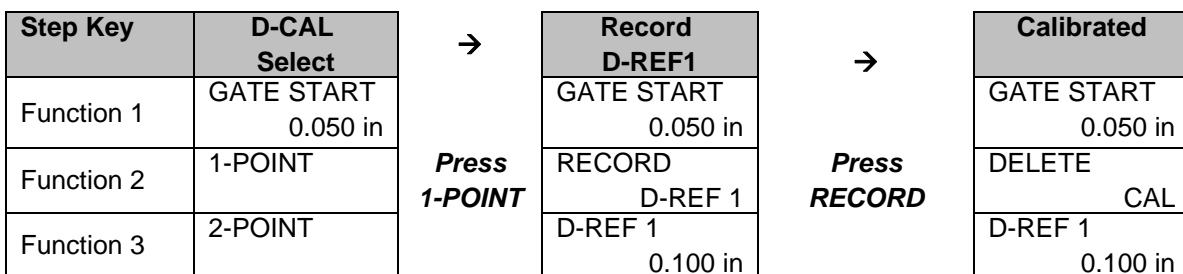 Step Key D-CAL → Record Calibrated
Select D-REF1 →
Function 1 GATE START GATE START GATE START
0.050 in 0.050 in 0.050 in
Function 2 1-POINT Press RECORD Press DELETE
1-POINT D-REF 1 RECORD CAL
Function 3 2-POINT D-REF 1 D-REF 1
0.100 in 0.100 in